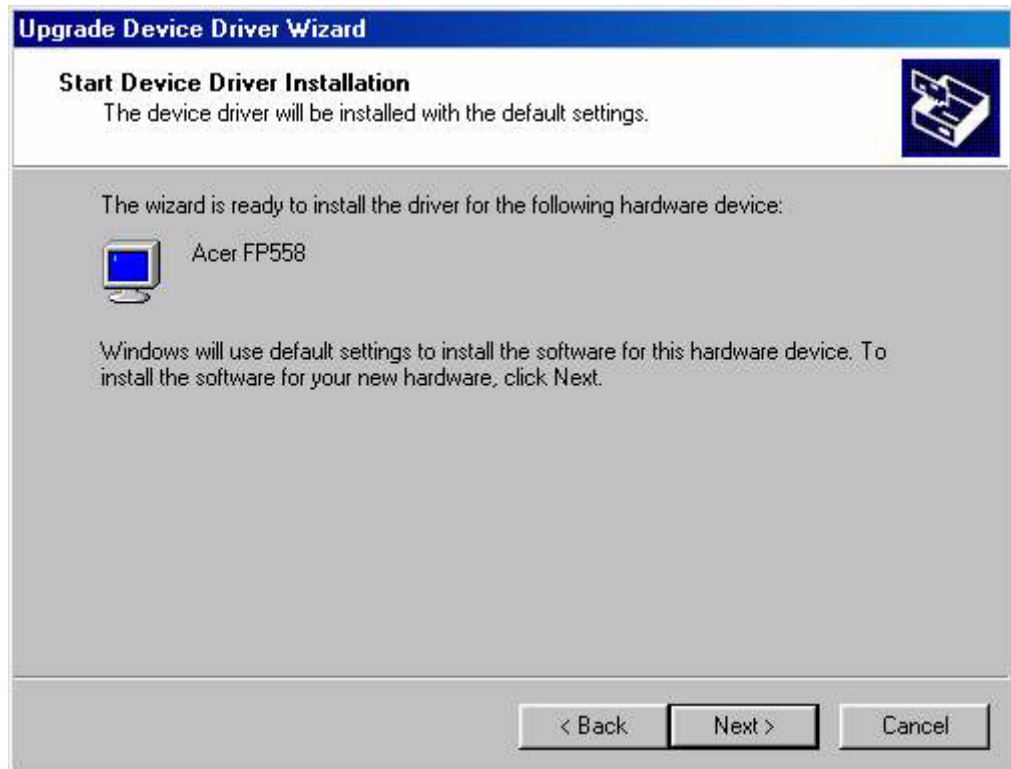 Upgrade Device Driver Wizard
Start Device Driver Installation
The device driver will be installed with the default settings.
The wizard is ready to install the driver for the following hardware device:
Acer FP558
Windows will use default settings to install the software for this hardware device. To
install the software for your new hardware, click Next.
< Back Next > Cancel